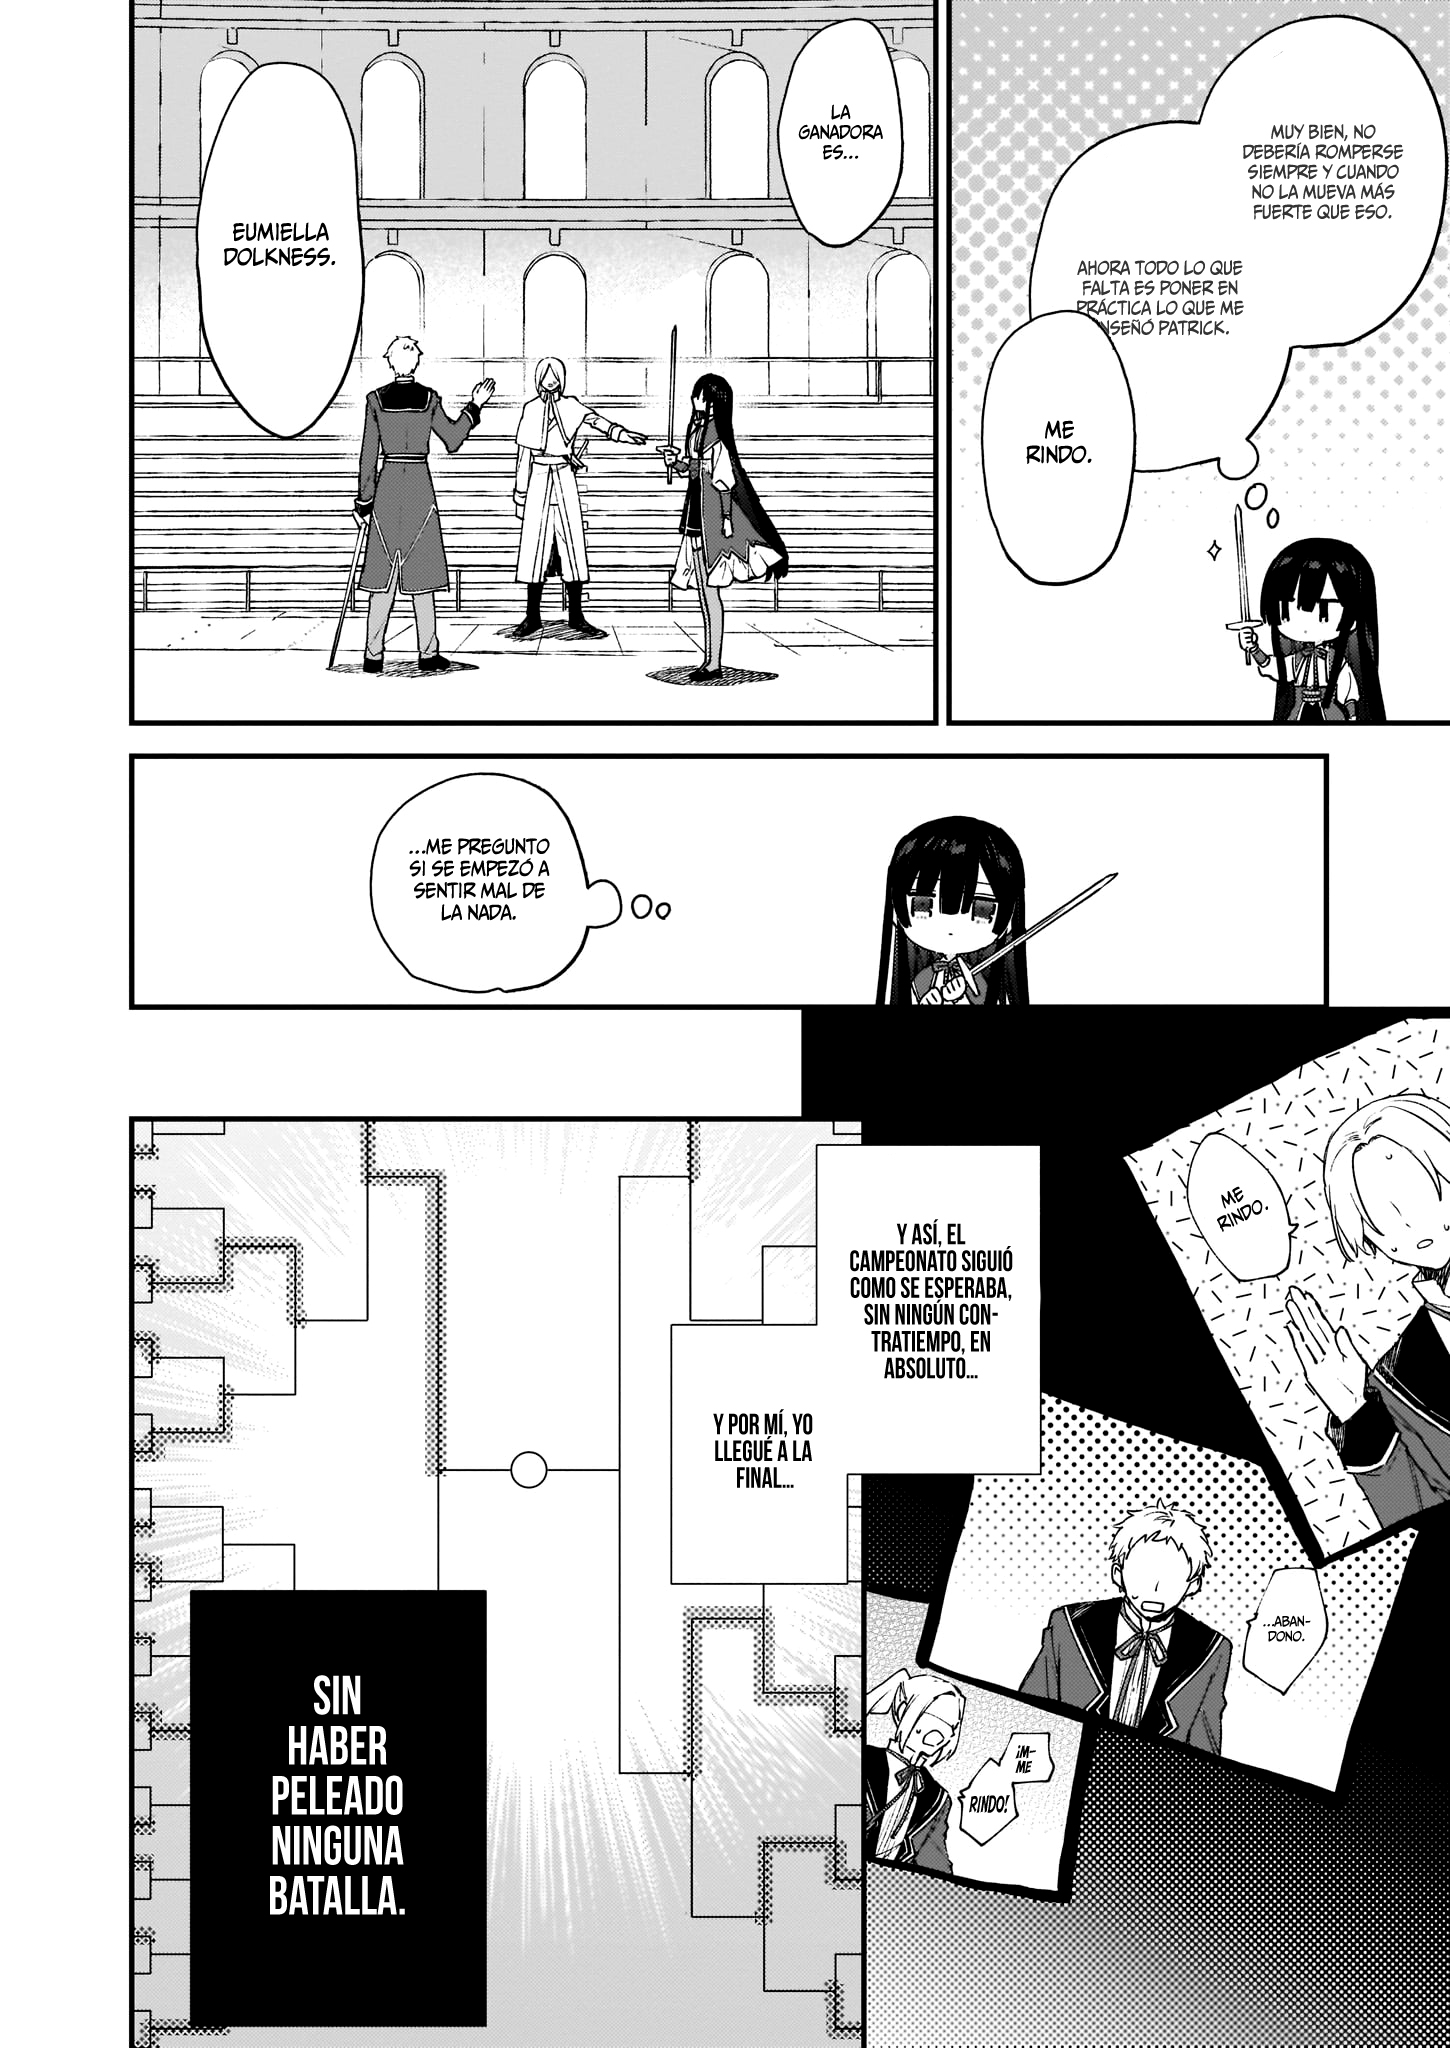 MUY BIEN, NO
DEBERÍA ROMPERSE
SIEMPRE Y CUANDO
NO LA MUEVA MÁS
FUERTE QUE ESO.
AHORA TODO LO QUE
FALTA ES PONER EN
PRÁCTICA LO QUE ME
ENSEÑÓ PATRICK.
ME
RINDO.
LA
GANADORA
ES...
EUMIELLA
DOLKNESS.
...ME PREGUNTO
SI SE EMPEZÓ A
SENTIR MAL DE
LA NADA.
ME
RINDO.
...ABAN-
DONO.
¡M-
ME
RINDO!
Y ASÍ, EL
CAMPEONATO SIGUIÓ
COMO SE ESPERABA,
SIN NINGÚN CON-
TRATIEMPO, EN
ABSOLUTO...
Y POR MÍ, YO
LLEGUÉ A LA
FINAL...
SIN
HABER
PELEADO
NINGUNA
BATALLA.